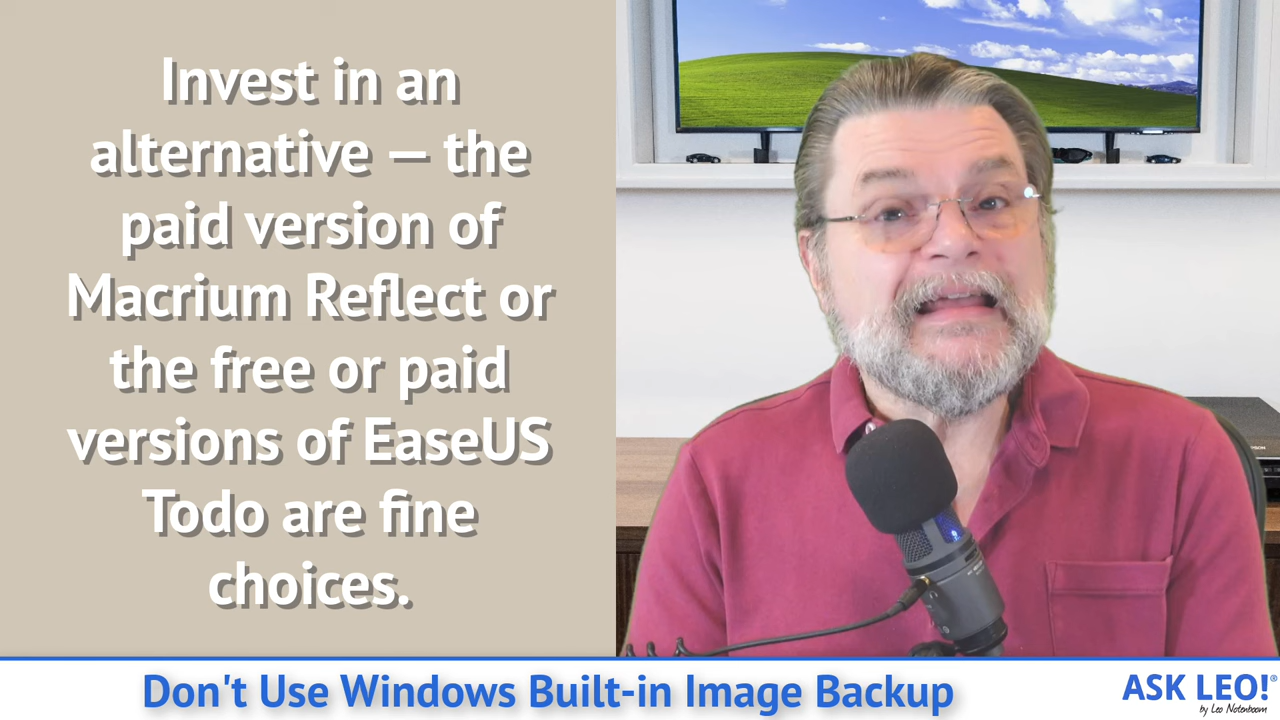 Invest in an
alternative — the
paid version of
Macrium Reflect or
the free or paid
versions of EaseUS
Todo are fine
choices.
Don't Use Windows Built-in Image Backup
ASK LEO!®
by Leo Notenboom